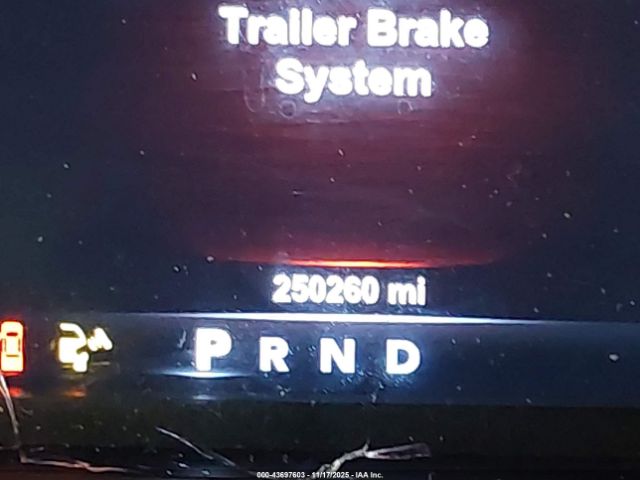 Trailer Brake
System
250260 mi
P R N D
000-43697603 - 11/17/2025 - IAA Inc.